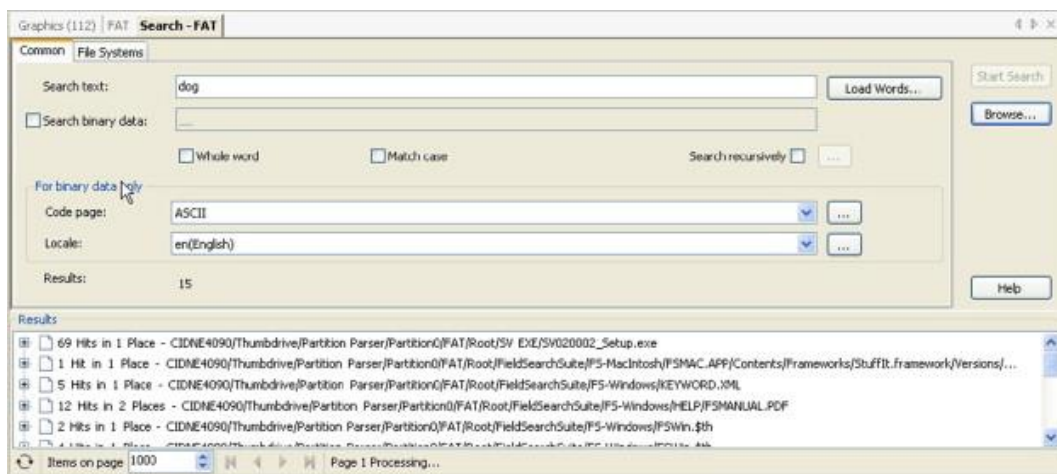 Graphics (112) FAT Search - FAT
Common File Systems
Search text: dog Load Words... Start Search
Search binary data: ... Browse...
Whole word Match case Search recursively ...
For binary data only
Code page: ASCII ...
Locale: en(English) ...
Results: 15 Help
Results
69 Hits in 1 Place - CIDNE4090/Thumbdrive/Partition Parser/Partition0/FAT/Root/SV EXE/SV020002_Setup.exe
1 Hit in 1 Place - CIDNE4090/Thumbdrive/Partition Parser/Partition0/FAT/Root/FieldSearchSuite/FS-MacIntosh/FSMAC.APP/Contents/Frameworks/StuffIt.framework/Versions/...
5 Hits in 1 Place - CIDNE4090/Thumbdrive/Partition Parser/Partition0/FAT/Root/FieldSearchSuite/FS-Windows/KEYWORD.XML
12 Hits in 2 Places - CIDNE4090/Thumbdrive/Partition Parser/Partition0/FAT/Root/FieldSearchSuite/FS-Windows/HELP/FSMANUAL.PDF
2 Hits in 1 Place - CIDNE4090/Thumbdrive/Partition Parser/Partition0/FAT/Root/FieldSearchSuite/FS-Windows/FSWin.$th
Items on page 1000 Page 1 Processing...